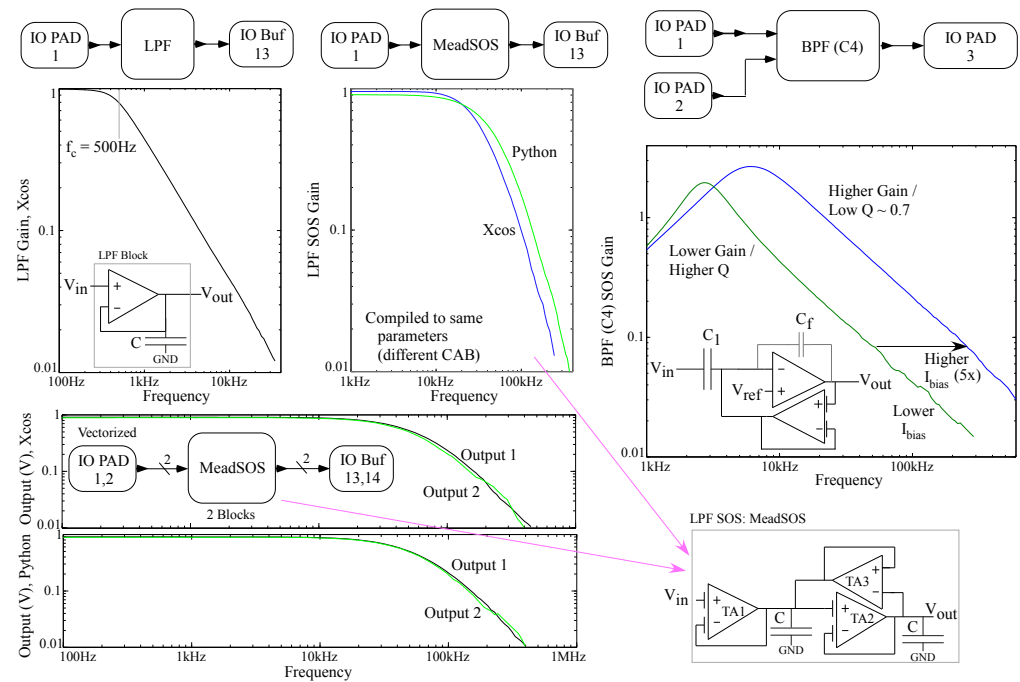 IO PAD
1
LPF
IO Buf
13
IO PAD
1
MeadSOS
IO Buf
13
IO PAD
1
IO PAD
2
BPF (C4)
IO PAD
3
LPF Gain, Xcos
1
0.1
0.01
f_c = 500Hz
LPF Block
V_in
+
−
V_out
C
GND
100Hz
1kHz
10kHz
Frequency
LPF SOS Gain
1
0.1
0.01
Python
Xcos
Compiled to same
parameters
(different CAB)
1kHz
10kHz
100kHz
Frequency
BPF (C4) SOS Gain
1
0.1
0.01
Higher Gain /
Low Q ~ 0.7
Lower Gain /
Higher Q
Higher
I_bias (5x)
Lower
I_bias
C_1
C_f
V_in
V_ref
−
+
V_out
+
−
1kHz
10kHz
100kHz
Frequency
Output (V), Xcos
1
0.1
0.01
Vectorized
IO PAD
1,2
2
MeadSOS
2
IO Buf
13,14
2 Blocks
Output 1
Output 2
Output (V), Python
1
0.1
0.01
Output 1
Output 2
100Hz
1kHz
10kHz
100kHz
1MHz
Frequency
LPF SOS: MeadSOS
V_in
+
−
TA1
C
GND
TA3
+
−
+
−
TA2
V_out
C
GND